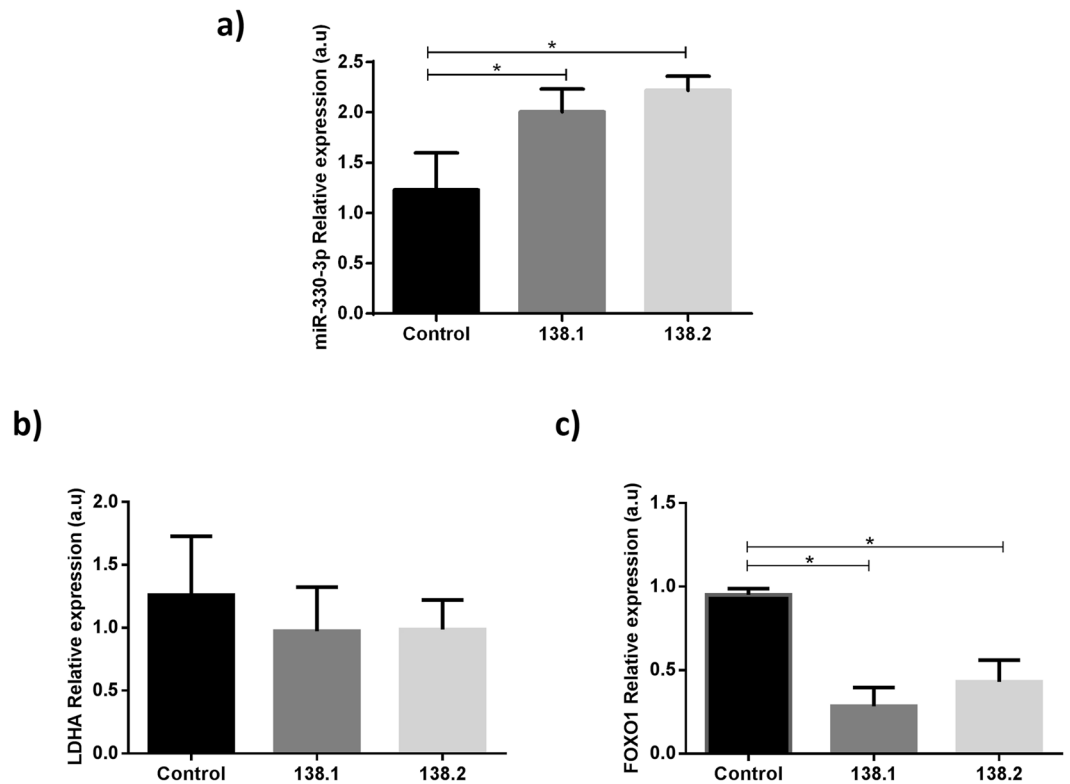 a)
miR-330-3p Relative expression (a.u)
2.5
2.0
1.5
1.0
0.5
0.0
*
*
Control 138.1 138.2
b)
LDHA Relative expression (a.u)
2.0
1.5
1.0
0.5
0.0
Control 138.1 138.2
c)
FOXO1 Relative expression (a.u)
1.5
1.0
0.5
0.0
*
*
Control 138.1 138.2